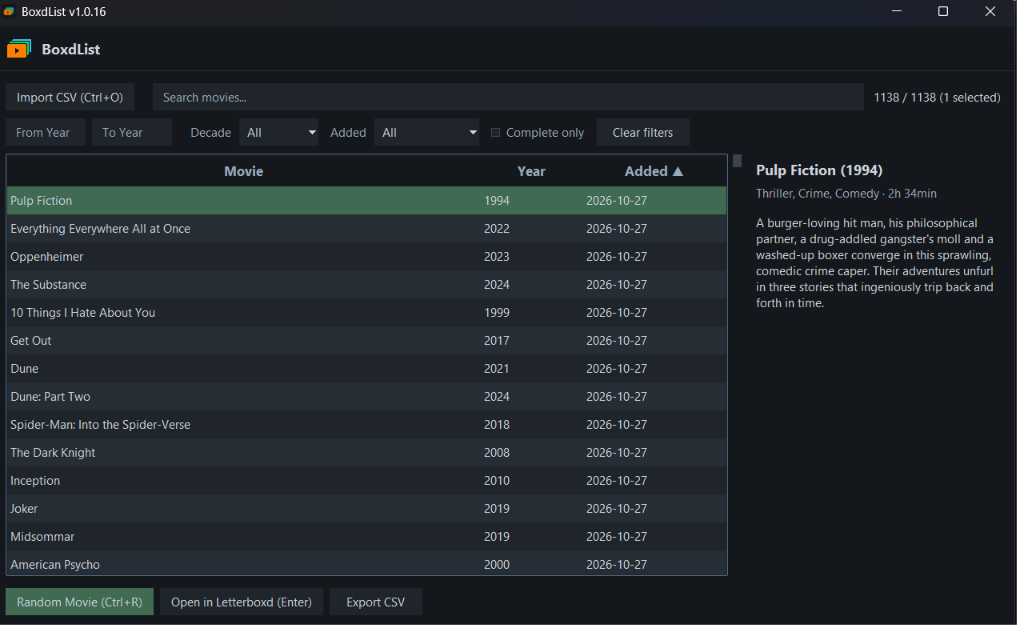 BoxdList v1.0.16
BoxdList
Import CSV (Ctrl+O) Search movies... 1138 / 1138 (1 selected)
From Year To Year Decade All Added All Complete only Clear filters
Movie Year Added ▲
Pulp Fiction 1994 2026-10-27
Everything Everywhere All at Once 2022 2026-10-27
Oppenheimer 2023 2026-10-27
The Substance 2024 2026-10-27
10 Things I Hate About You 1999 2026-10-27
Get Out 2017 2026-10-27
Dune 2021 2026-10-27
Dune: Part Two 2024 2026-10-27
Spider-Man: Into the Spider-Verse 2018 2026-10-27
The Dark Knight 2008 2026-10-27
Inception 2010 2026-10-27
Joker 2019 2026-10-27
Midsommar 2019 2026-10-27
American Psycho 2000 2026-10-27
Pulp Fiction (1994)
Thriller, Crime, Comedy · 2h 34min
A burger-loving hit man, his philosophical
partner, a drug-addled gangster's moll and a
washed-up boxer converge in this sprawling,
comedic crime caper. Their adventures unfurl
in three stories that ingeniously trip back and
forth in time.
Random Movie (Ctrl+R) Open in Letterboxd (Enter) Export CSV